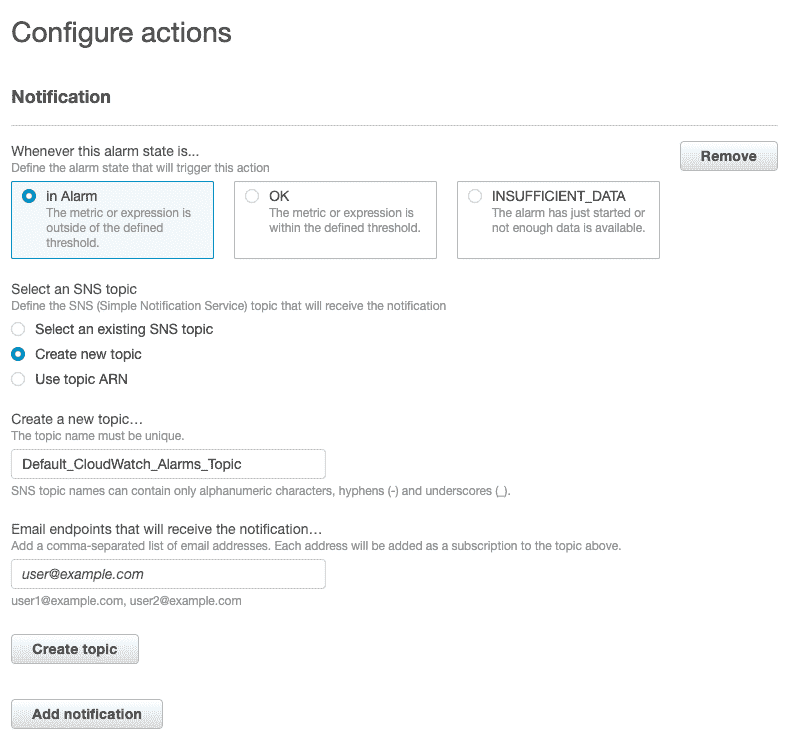 Configure actions
Notification
Whenever this alarm state is...
Define the alarm state that will trigger this action
Remove
in Alarm
The metric or expression is
outside of the defined
threshold.
OK
The metric or expression is
within the defined threshold.
INSUFFICIENT_DATA
The alarm has just started or
not enough data is available.
Select an SNS topic
Define the SNS (Simple Notification Service) topic that will receive the notification
Select an existing SNS topic
Create new topic
Use topic ARN
Create a new topic…
The topic name must be unique.
Default_CloudWatch_Alarms_Topic
SNS topic names can contain only alphanumeric characters, hyphens (-) and underscores (_).
Email endpoints that will receive the notification…
Add a comma-separated list of email addresses. Each address will be added as a subscription to the topic above.
user@example.com
user1@example.com, user2@example.com
Create topic
Add notification